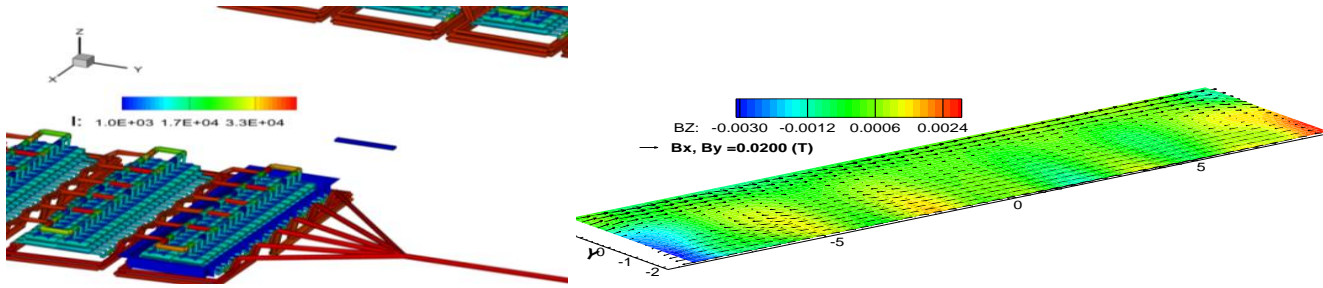 Z
X
Y
I: 1.0E+03 1.7E+04 3.3E+04
BZ: -0.0030 -0.0012 0.0006 0.0024
Bx, By =0.0200 (T)
5
0
-5
Y
0
-1
-2